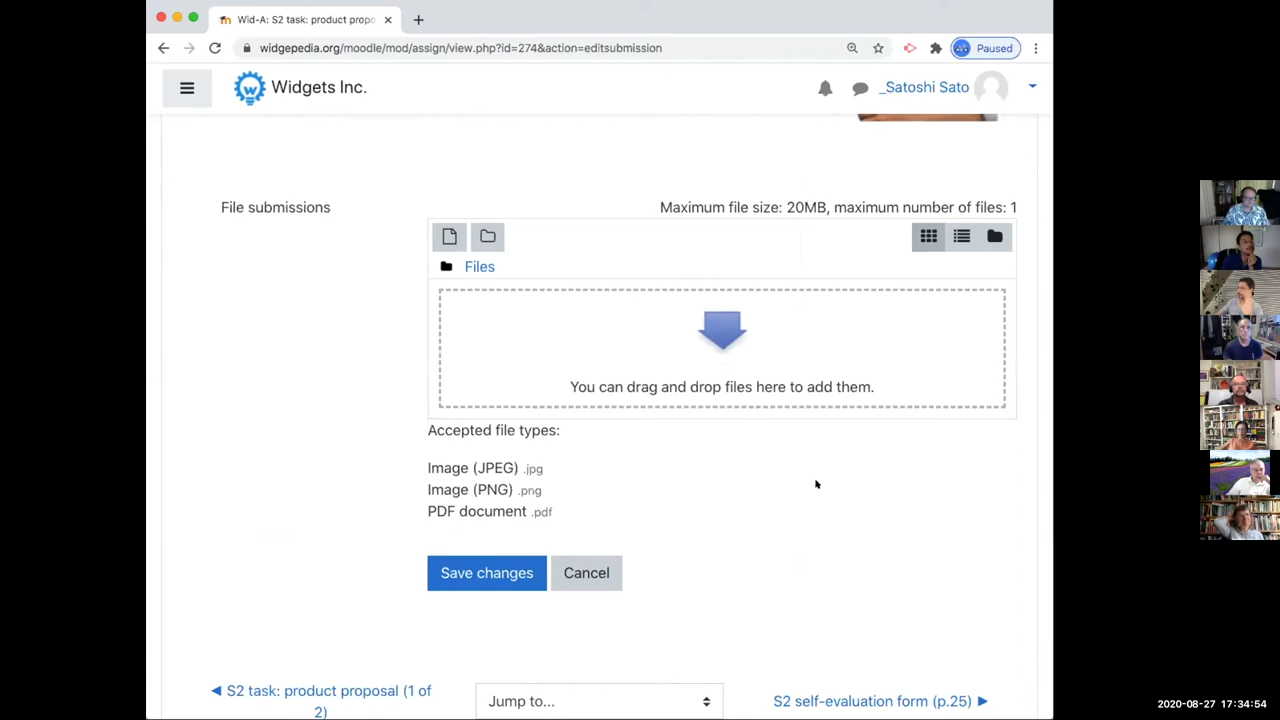 Wid-A: S2 task: product propo
widgepedia.org/moodle/mod/assign/view.php?id=274&action=editsubmission
Paused
Widgets Inc.
_Satoshi Sato
File submissions
Maximum file size: 20MB, maximum number of files: 1
Files
You can drag and drop files here to add them.
Accepted file types:
Image (JPEG) .jpg
Image (PNG) .png
PDF document .pdf
Save changes
Cancel
◀ S2 task: product proposal (1 of
2)
Jump to...
S2 self-evaluation form (p.25) ▶
2020-08-27 17:34:54